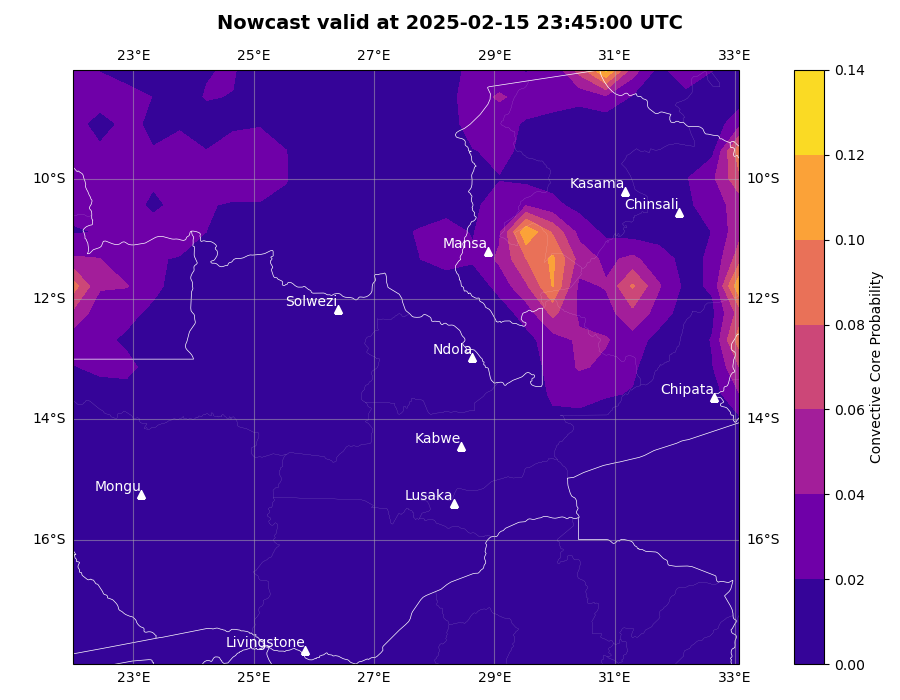 Nowcast valid at 2025-02-15 23:45:00 UTC
23°E 25°E 27°E 29°E 31°E 33°E
0.14
0.12
10°S 10°S
Kasama
Chinsali
Mansa
0.10
12°S 12°S
Solwezi
0.08
Ndola
Chipata
0.06
14°S 14°S
Kabwe
Mongu
Lusaka
0.04
16°S 16°S
0.02
Livingstone
0.00
23°E 25°E 27°E 29°E 31°E 33°E
Convective Core Probability